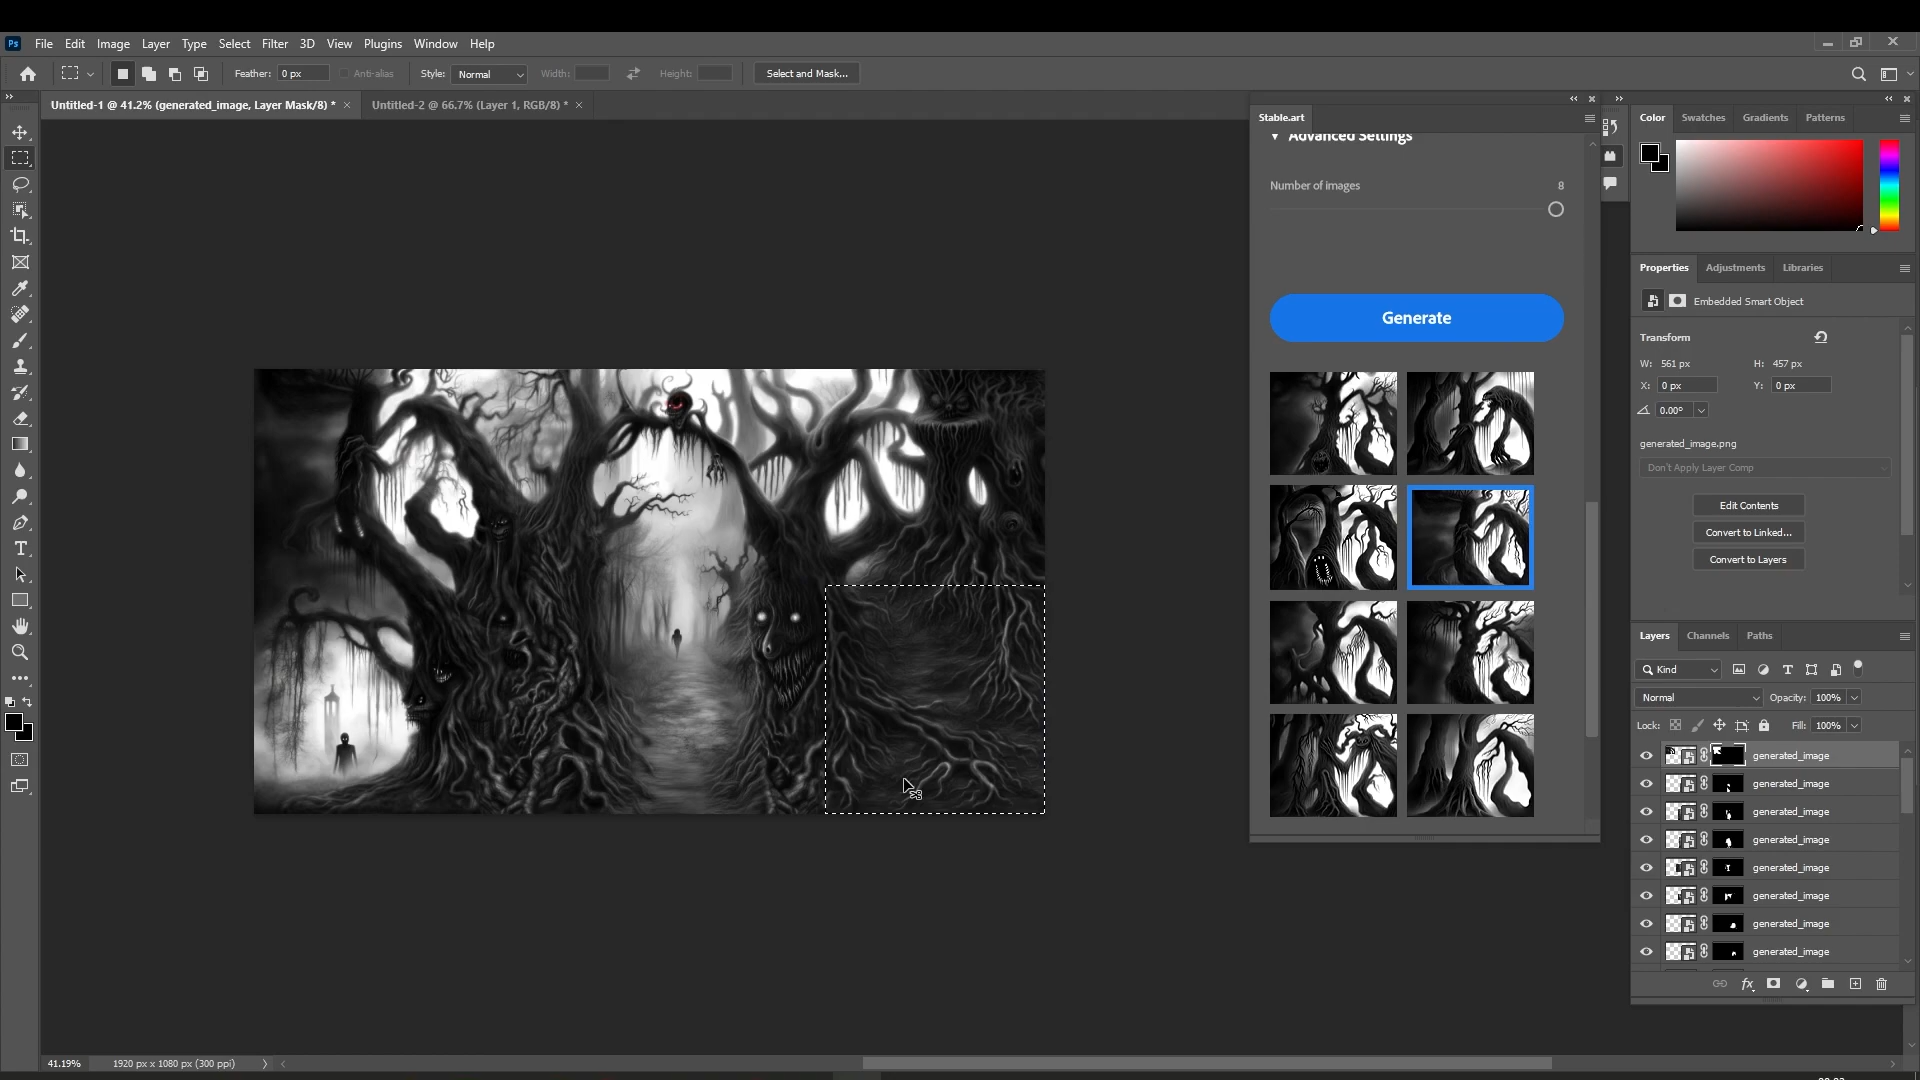 Ps File Edit Image Layer Type Select Filter 3D View Plugins Window Help
Feather: 0 px Anti-alias Style: Normal Width: Height: Select and Mask...
Untitled-1 @ 41.2% (generated_image, Layer Mask/8) *
Untitled-2 @ 66.7% (Layer 1, RGB/8) *
Stable.art
Advanced Settings
Number of images 8
Generate
Color Swatches Gradients Patterns
Properties Adjustments Libraries
Embedded Smart Object
Transform
W: 561 px H: 457 px
X: 0 px Y: 0 px
0.00°
generated_image.png
Don't Apply Layer Comp
Edit Contents
Convert to Linked...
Convert to Layers
Layers Channels Paths
Kind
Normal Opacity: 100%
Lock: Fill: 100%
generated_image
generated_image
generated_image
generated_image
generated_image
generated_image
generated_image
generated_image
41.19% 1920 px x 1080 px (300 ppi)